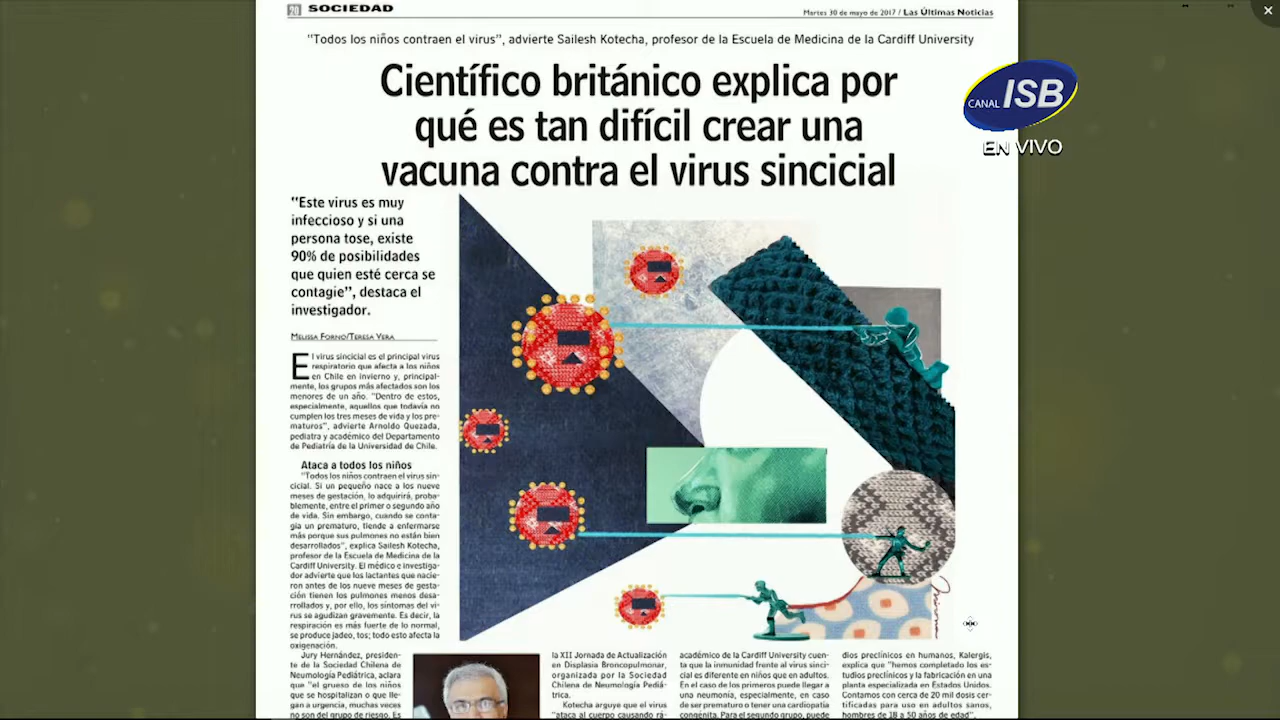 20 SOCIEDAD
Martes 30 de mayo de 2017 / Las Últimas Noticias
"Todos los niños contraen el virus", advierte Sailesh Kotecha, profesor de la Escuela de Medicina de la Cardiff University
Científico británico explica por
qué es tan difícil crear una
vacuna contra el virus sincicial
CANAL ISB
EN VIVO
"Este virus es muy
infeccioso y si una
persona tose, existe
90% de posibilidades
que quien esté cerca se
contagie", destaca el
investigador.
MELISSA FORNO/TERESA VERA
El virus sincicial es el principal virus
respiratorio que afecta a los niños
en Chile en invierno y, principal-
mente, los grupos más afectados son los
menores de un año. "Dentro de estos,
especialmente, aquellos que todavía no
cumplen los tres meses de vida y los pre-
maturos", advierte Arnoldo Quezada,
pediatra y académico del Departamento
de Pediatría de la Universidad de Chile.
Ataca a todos los niños
"Todos los niños contraen el virus sin-
cicial. Si un pequeño nace a los nueve
meses de gestación, lo adquirirá, proba-
blemente, entre el primer o segundo año
de vida. Sin embargo, cuando se conta-
gia un prematuro, tiende a enfermarse
más porque sus pulmones no están bien
desarrollados", explica Sailesh Kotecha,
profesor de la Escuela de Medicina de la
Cardiff University. El médico e investiga-
dor advierte que los lactantes que nacie-
ron antes de los nueve meses de gesta-
ción tienen los pulmones menos desa-
rrollados y, por ello, los síntomas del vi-
rus se agudizan gravemente. Es decir, la
respiración es más fuerte de lo normal,
se produce jadeo, tos; todo esto afecta la
oxigenación.
Jury Hernández, presiden-
te de la Sociedad Chilena de
Neumología Pediátrica, aclara
que "el grueso de los niños
que se hospitalizan o que lle-
gan a urgencia, muchas veces
no son del grupo de riesgo. Es
la XII Jornada de Actualización
en Displasia Broncopulmonar,
organizada por la Sociedad
Chilena de Neumología Pediá-
trica.
Kotecha arguye que el virus
"ataca al cuerpo causando rá-
académico de la Cardiff University cuen-
ta que la inmunidad frente al virus sinci-
cial es diferente en niños que en adultos.
En el caso de los primeros puede llegar a
una neumonía, especialmente, en caso
de ser prematuro o tener una cardiopatía
congénita. Para el segundo grupo, puede
dios preclínicos en humanos, Kalergis,
explica que "hemos completado los es-
tudios preclínicos y la fabricación en una
planta especializada en Estados Unidos.
Contamos con cerca de 20 mil dosis cer-
tificadas para uso en adultos sanos,
hombres de 18 a 50 años de edad".